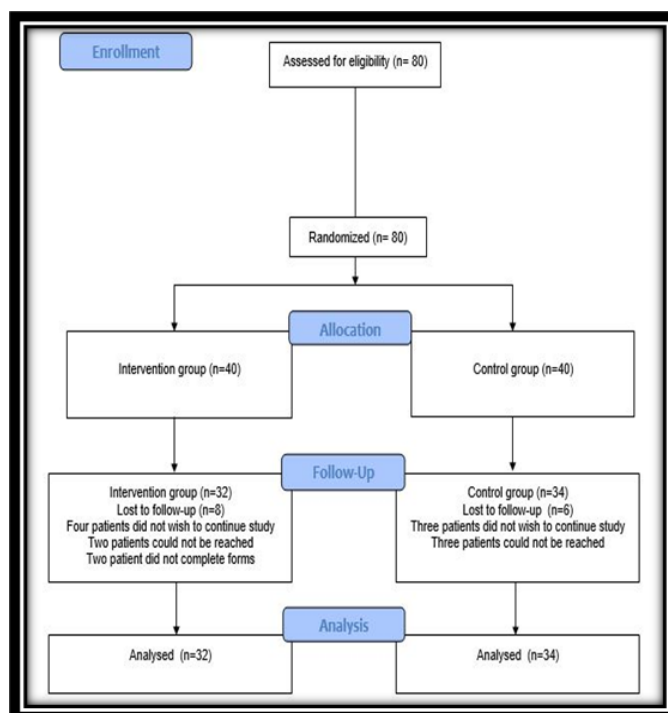 Enrollment
Assessed for eligibility (n= 80)
Randomized (n= 80)
Allocation
Intervention group (n=40)
Control group (n=40)
Follow-Up
Intervention group (n=32)
Lost to follow-up (n=8)
Four patients did not wish to continue study
Two patients could not be reached
Two patient did not complete forms
Control group (n=34)
Lost to follow-up (n=6)
Three patients did not wish to continue study
Three patients could not be reached
Analysis
Analysed (n=32)
Analysed (n=34)